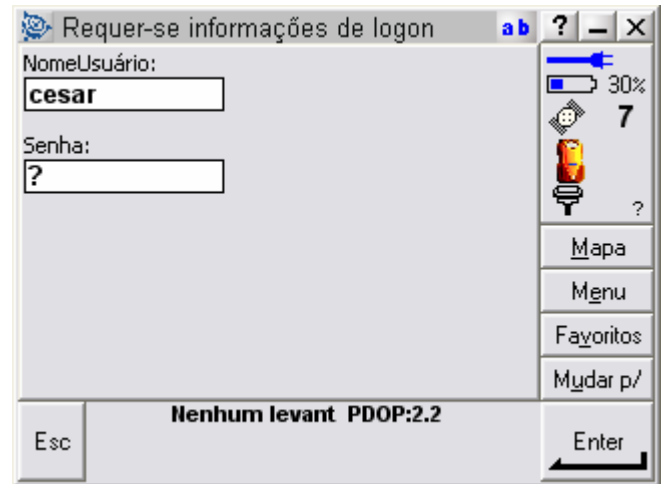 Requer-se informações de logon
ab
?
NomeUsuário:
cesar
30%
7
Senha:
?
?
Mapa
Menu
Favoritos
Mudar p/
Nenhum levant PDOP:2.2
Esc
Enter